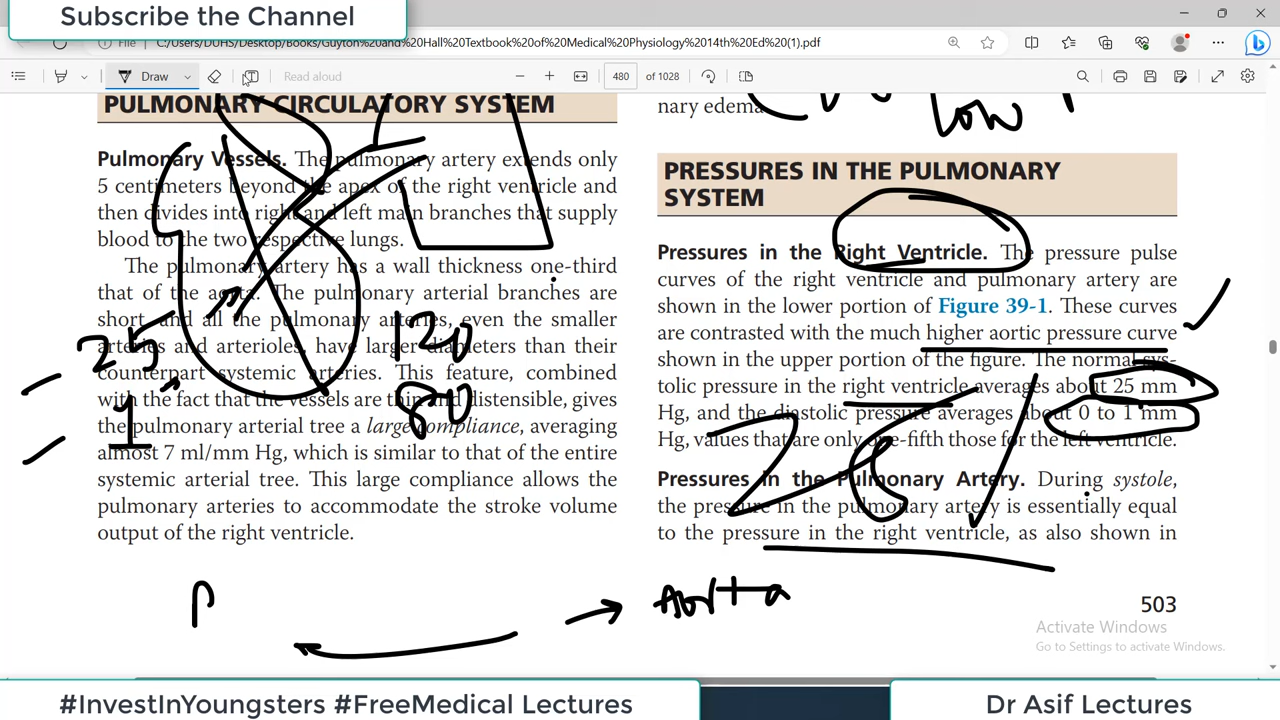 Subscribe the Channel
File
C:/Users/DUHS/Desktop/Books/Guyton%20and%20Hall%20Textbook%20of%20Medical%20Physiology%2014th%20Ed%20(1).pdf
Draw
Read aloud
480 of 1028
PULMONARY CIRCULATORY SYSTEM
Pulmonary Vessels. The pulmonary artery extends only
5 centimeters beyond the apex of the right ventricle and
then divides into right and left main branches that supply
blood to the two respective lungs.
The pulmonary artery has a wall thickness one-third
that of the aorta. The pulmonary arterial branches are
short, and all the pulmonary arteries, even the smaller
arteries and arterioles, have larger diameters than their
counterpart systemic arteries. This feature, combined
with the fact that the vessels are thin and distensible, gives
the pulmonary arterial tree a large compliance, averaging
almost 7 ml/mm Hg, which is similar to that of the entire
systemic arterial tree. This large compliance allows the
pulmonary arteries to accommodate the stroke volume
output of the right ventricle.
25
1
120
80
P
Aorta
nary edema
Low
PRESSURES IN THE PULMONARY
SYSTEM
Pressures in the Right Ventricle. The pressure pulse
curves of the right ventricle and pulmonary artery are
shown in the lower portion of Figure 39-1. These curves
are contrasted with the much higher aortic pressure curve
shown in the upper portion of the figure. The normal sys-
tolic pressure in the right ventricle averages about 25 mm
Hg, and the diastolic pressure averages about 0 to 1 mm
Hg, values that are only one-fifth those for the left ventricle.
Pressures in the Pulmonary Artery. During systole,
the pressure in the pulmonary artery is essentially equal
to the pressure in the right ventricle, as also shown in
503
Activate Windows
Go to Settings to activate Windows.
#InvestInYoungsters #FreeMedical Lectures
Dr Asif Lectures